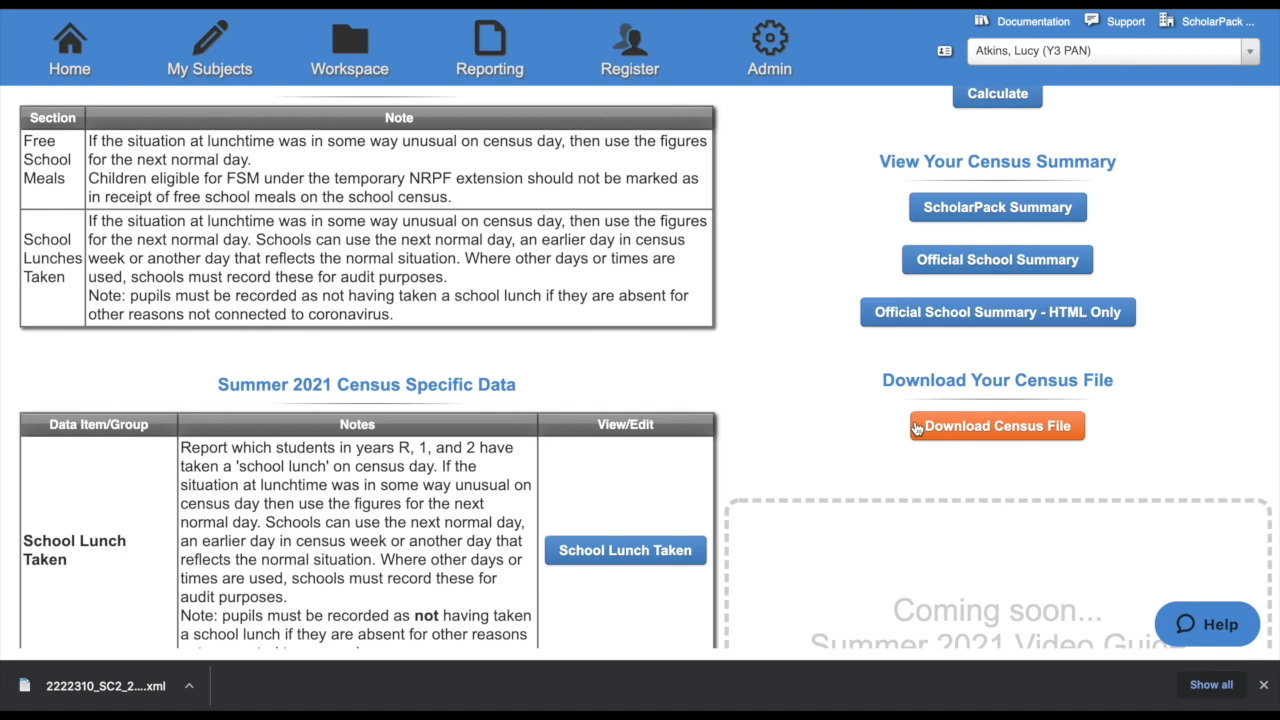 Documentation
Support
ScholarPack ...
Home
My Subjects
Workspace
Reporting
Register
Admin
Atkins, Lucy (Y3 PAN)
Section
Note
Free
School
Meals
If the situation at lunchtime was in some way unusual on census day, then use the figures
for the next normal day.
Children eligible for FSM under the temporary NRPF extension should not be marked as
in receipt of free school meals on the school census.
School
Lunches
Taken
If the situation at lunchtime was in some way unusual on census day, then use the figures
for the next normal day. Schools can use the next normal day, an earlier day in census
week or another day that reflects the normal situation. Where other days or times are
used, schools must record these for audit purposes.
Note: pupils must be recorded as not having taken a school lunch if they are absent for
other reasons not connected to coronavirus.
Summer 2021 Census Specific Data
Data Item/Group
Notes
View/Edit
School Lunch
Taken
Report which students in years R, 1, and 2 have
taken a 'school lunch' on census day. If the
situation at lunchtime was in some way unusual on
census day then use the figures for the next
normal day. Schools can use the next normal day,
an earlier day in census week or another day that
reflects the normal situation. Where other days or
times are used, schools must record these for
audit purposes.
Note: pupils must be recorded as not having taken
a school lunch if they are absent for other reasons
School Lunch Taken
Calculate
View Your Census Summary
ScholarPack Summary
Official School Summary
Official School Summary - HTML Only
Download Your Census File
Download Census File
Coming soon...
Summer 2021 Video Guide
Help
2222310_SC2_2....xml
Show all